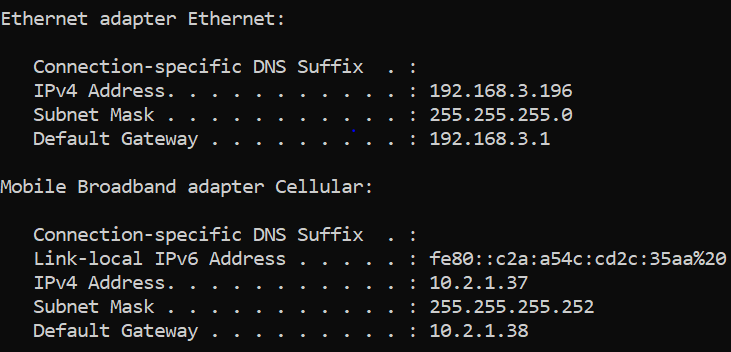 Ethernet adapter Ethernet:
Connection-specific DNS Suffix  . :
IPv4 Address. . . . . . . . . . . : 192.168.3.196
Subnet Mask . . . . . . . . . . . : 255.255.255.0
Default Gateway . . . . . . . . . : 192.168.3.1
Mobile Broadband adapter Cellular:
Connection-specific DNS Suffix  . :
Link-local IPv6 Address . . . . . : fe80::c2a:a54c:cd2c:35aa%20
IPv4 Address. . . . . . . . . . . : 10.2.1.37
Subnet Mask . . . . . . . . . . . : 255.255.255.252
Default Gateway . . . . . . . . . : 10.2.1.38